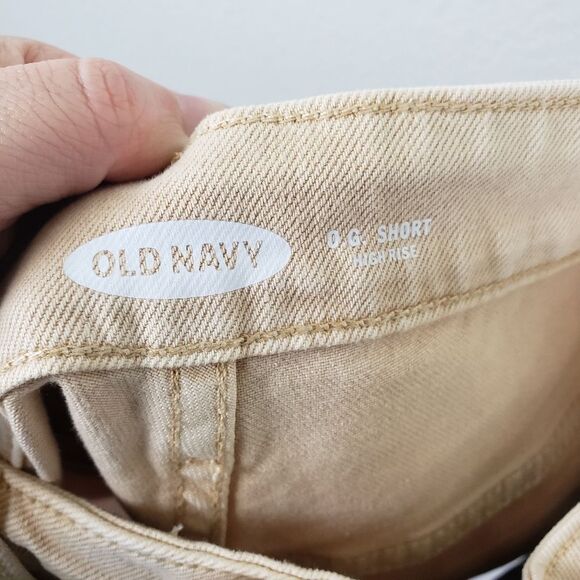 OLD NAVY
O.G. SHORT
HIGH RISE